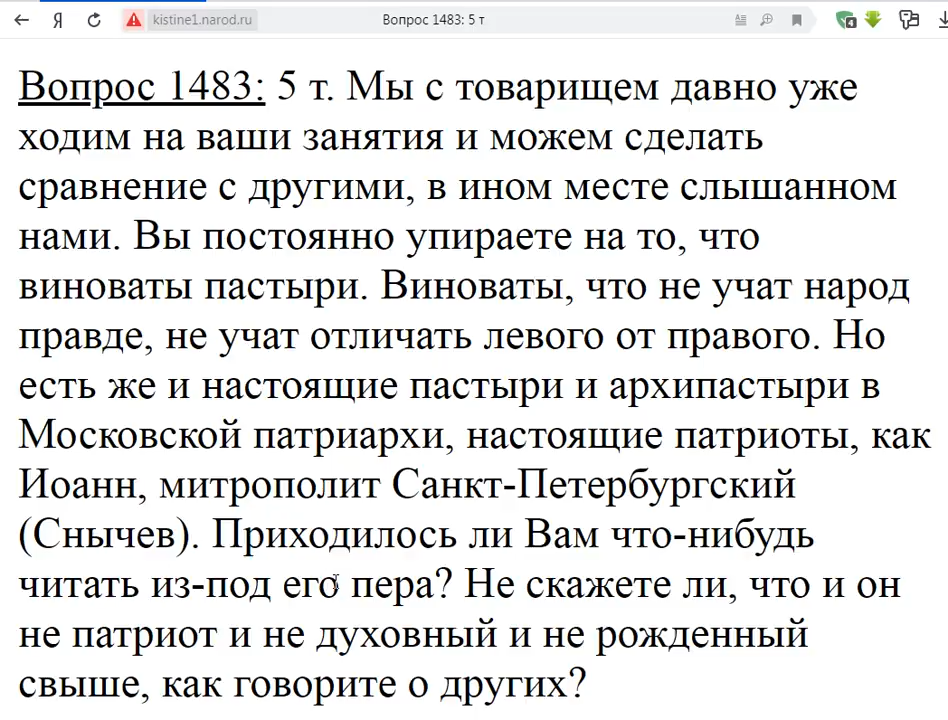 kistine1.narod.ru
Вопрос 1483: 5 т
Вопрос 1483: 5 т. Мы с товарищем давно уже
ходим на ваши занятия и можем сделать
сравнение с другими, в ином месте слышанном
нами. Вы постоянно упираете на то, что
виноваты пастыри. Виноваты, что не учат народ
правде, не учат отличать левого от правого. Но
есть же и настоящие пастыри и архипастыри в
Московской патриархи, настоящие патриоты, как
Иоанн, митрополит Санкт-Петербургский
(Снычев). Приходилось ли Вам что-нибудь
читать из-под его пера? Не скажете ли, что и он
не патриот и не духовный и не рожденный
свыше, как говорите о других?